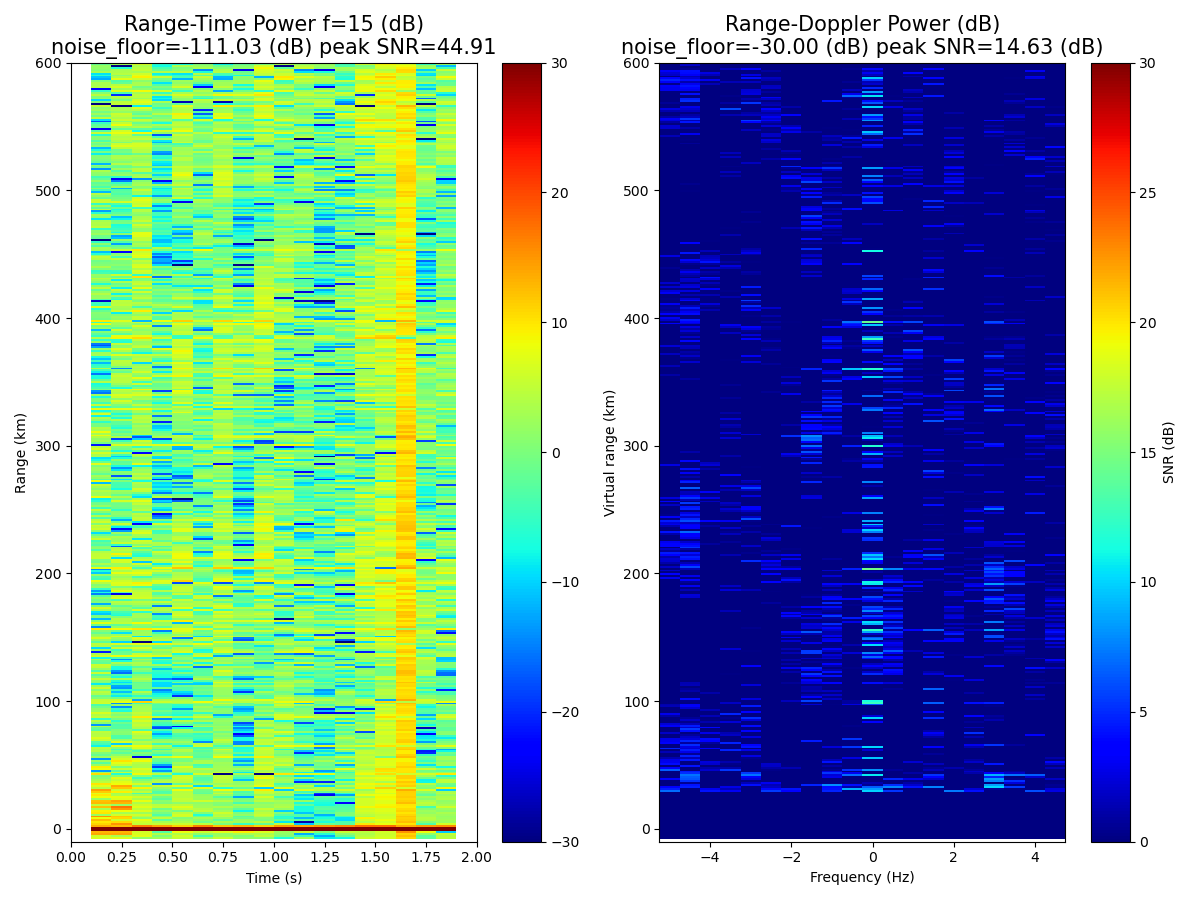 Range-Time Power f=15 (dB)
noise_floor=-111.03 (dB) peak SNR=44.91
Range (km)
600
500
400
300
200
100
0
0.00 0.25 0.50 0.75 1.00 1.25 1.50 1.75 2.00
Time (s)
30
20
10
0
−10
−20
−30
Range-Doppler Power (dB)
noise_floor=-30.00 (dB) peak SNR=14.63 (dB)
Virtual range (km)
600
500
400
300
200
100
0
−4 −2 0 2 4
Frequency (Hz)
30
25
20
15
10
5
0
SNR (dB)